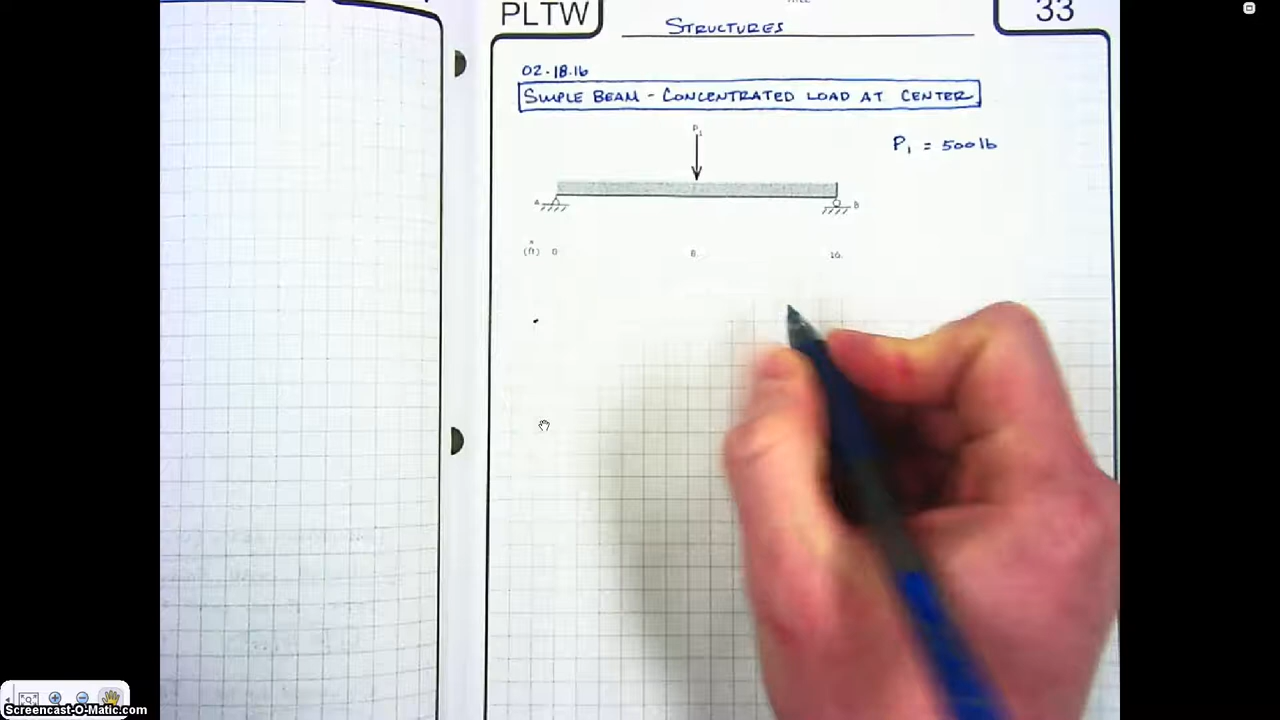 PLTW
33
STRUCTURES
02.18.16
SIMPLE BEAM - CONCENTRATED LOAD AT CENTER
P1 = 500lb
P1
A
B
x
(ft) 0 8 16
Screencast-O-Matic.com